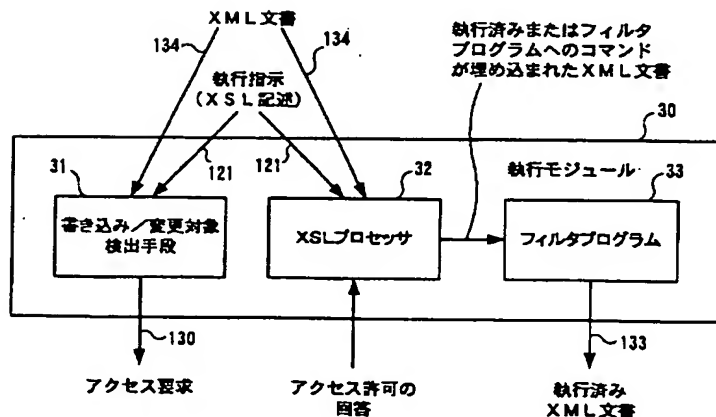 XML文書
134
134
執行指示
(XSL記述)
執行済みまたはフィルタ
プログラムへのコマンド
が埋め込まれたXML文書
30
121
121
執行モジュール
31
書き込み/変更対象
検出手段
32
XSLプロセッサ
33
フィルタプログラム
130
133
アクセス要求
アクセス許可の
回答
執行済み
XML文書